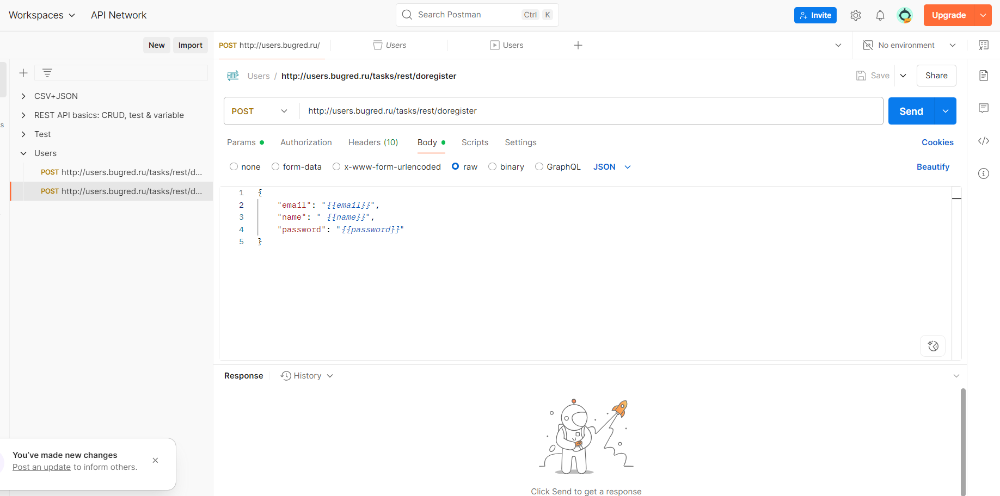 Workspaces API Network Search Postman Ctrl K Invite Upgrade
New Import POST http://users.bugred.ru/ Users Users No environment
Users / http://users.bugred.ru/tasks/rest/doregister Save Share
CSV+JSON
REST API basics: CRUD, test & variable
Test
Users
POST http://users.bugred.ru/tasks/rest/d...
POST http://users.bugred.ru/tasks/rest/d...
s
POST http://users.bugred.ru/tasks/rest/doregister Send
Params Authorization Headers (10) Body Scripts Settings Cookies
none form-data x-www-form-urlencoded raw binary GraphQL JSON Beautify
1 {
2 "email": "{{email}}",
3 "name": " {{name}}",
4 "password": "{{password}}"
5 }
Response History
You've made new changes
Post an update to inform others.
Click Send to get a response